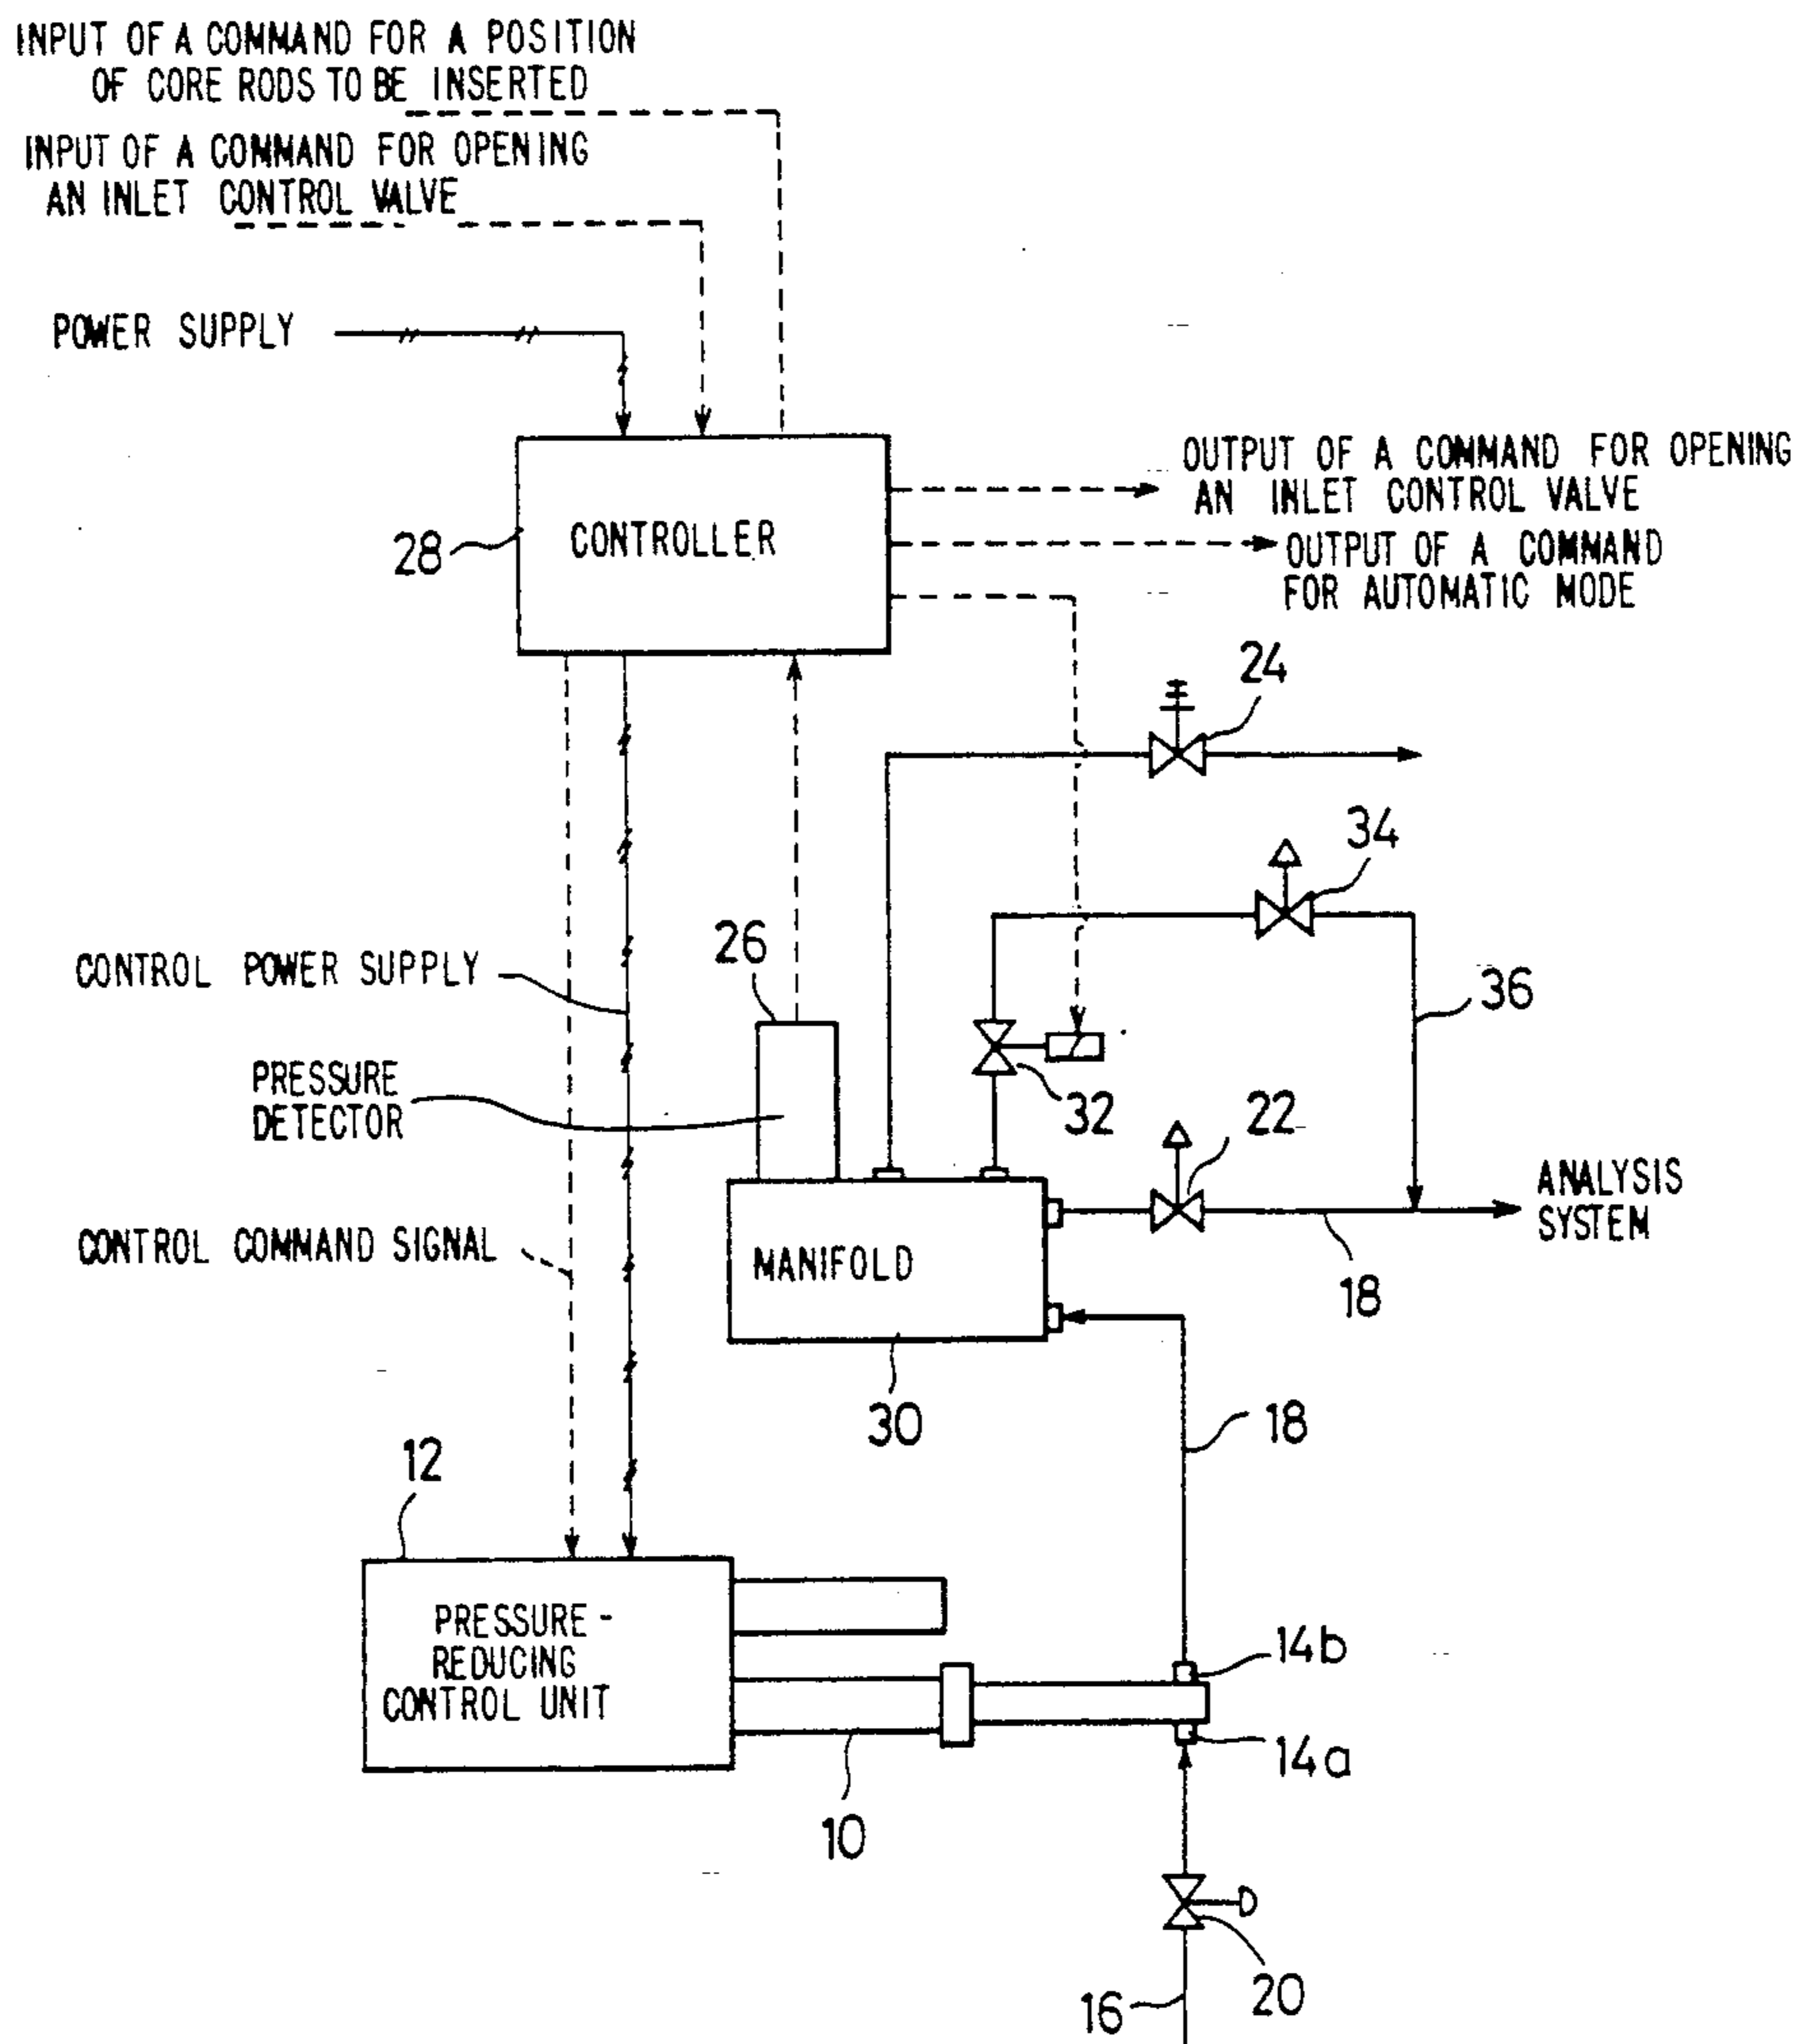 INPUT OF A COMMAND FOR A POSITION
OF CORE RODS TO BE INSERTED
INPUT OF A COMMAND FOR OPENING
AN INLET CONTROL VALVE
POWER SUPPLY
OUTPUT OF A COMMAND FOR OPENING
AN INLET CONTROL VALVE
28
CONTROLLER
OUTPUT OF A COMMAND
FOR AUTOMATIC MODE
24
34
26
CONTROL POWER SUPPLY
36
PRESSURE
DETECTOR
32
22
ANALYSIS
SYSTEM
CONTROL COMMAND SIGNAL
MANIFOLD
18
30
18
12
PRESSURE-
REDUCING
CONTROL UNIT
14b
14a
10
20
16